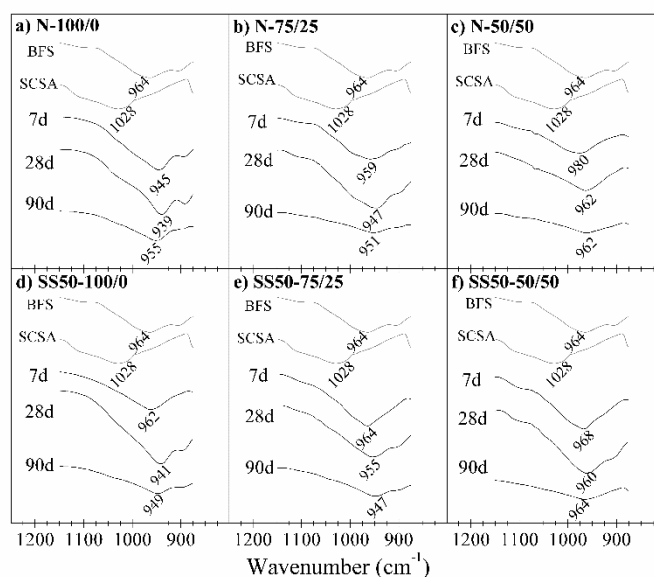 a) N-100/0
BFS
964
SCSA
1028
7d
945
28d
939
90d
955
b) N-75/25
BFS
964
SCSA
1028
7d
959
28d
947
90d
951
c) N-50/50
BFS
964
SCSA
1028
7d
980
28d
962
90d
962
d) SS50-100/0
BFS
964
SCSA
1028
7d
962
28d
941
90d
949
e) SS50-75/25
BFS
964
SCSA
1028
7d
964
28d
955
90d
947
f) SS50-50/50
BFS
964
SCSA
1028
7d
968
28d
960
90d
964
1200 1100 1000 900 1200 1100 1000 900 1200 1100 1000 900
Wavenumber (cm⁻¹)